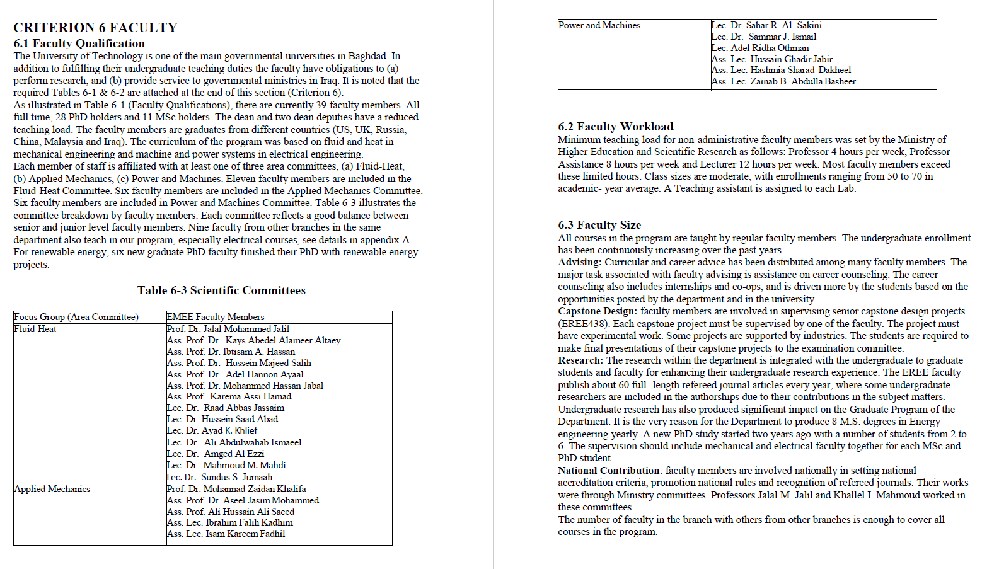 CRITERION 6 FACULTY
6.1 Faculty Qualification
The University of Technology is one of the main governmental universities in Baghdad. In
addition to fulfilling their undergraduate teaching duties the faculty have obligations to (a)
perform research, and (b) provide service to governmental ministries in Iraq. It is noted that the
required Tables 6-1 & 6-2 are attached at the end of this section (Criterion 6).
As illustrated in Table 6-1 (Faculty Qualifications), there are currently 39 faculty members. All
full time, 28 PhD holders and 11 MSc holders. The dean and two dean deputies have a reduced
teaching load. The faculty members are graduates from different countries (US, UK, Russia,
China, Malaysia and Iraq). The curriculum of the program was based on fluid and heat in
mechanical engineering and machine and power systems in electrical engineering.
Each member of staff is affiliated with at least one of three area committees, (a) Fluid-Heat,
(b) Applied Mechanics, (c) Power and Machines. Eleven faculty members are included in the
Fluid-Heat Committee. Six faculty members are included in the Applied Mechanics Committee.
Six faculty members are included in Power and Machines Committee. Table 6-3 illustrates the
committee breakdown by faculty members. Each committee reflects a good balance between
senior and junior level faculty members. Nine faculty from other branches in the same
department also teach in our program, especially electrical courses, see details in appendix A.
For renewable energy, six new graduate PhD faculty finished their PhD with renewable energy
projects.
Table 6-3 Scientific Committees
Focus Group (Area Committee) EMEE Faculty Members
Fluid-Heat Prof. Dr. Jalal Mohammed Jalil
Ass. Prof. Dr. Kays Abedel Alameer Altaey
Ass. Prof. Dr. Ibtisam A. Hassan
Ass. Prof. Dr. Hussein Majeed Salih
Ass. Prof. Dr. Adel Hannon Ayaal
Ass. Prof. Dr. Mohammed Hassan Jabal
Ass. Prof. Karema Assi Hamad
Lec. Dr. Raad Abbas Jassaim
Lec. Dr. Hussein Saad Abad
Lec. Dr. Ayad K. Khlief
Lec. Dr. Ali Abdulwahab Ismaeel
Lec. Dr. Amged Al Ezzi
Lec. Dr. Mahmoud M. Mahdi
Lec. Dr. Sundus S. Jumaah
Applied Mechanics Prof. Dr. Muhannad Zaidan Khalifa
Ass. Prof. Dr. Aseel Jasim Mohammed
Ass. Prof. Ali Hussain Ali Saeed
Ass. Lec. Ibrahim Falih Kadhim
Ass. Lec. Isam Kareem Fadhil
Power and Machines Lec. Dr. Sahar R. Al- Sakini
Lec. Dr. Sammar J. Ismail
Lec. Adel Ridha Othman
Ass. Lec. Hussain Ghadir Jabir
Ass. Lec. Hashmia Sharad Dakheel
Ass. Lec. Zainab B. Abdulla Basheer
6.2 Faculty Workload
Minimum teaching load for non-administrative faculty members was set by the Ministry of
Higher Education and Scientific Research as follows: Professor 4 hours per week, Professor
Assistance 8 hours per week and Lecturer 12 hours per week. Most faculty members exceed
these limited hours. Class sizes are moderate, with enrollments ranging from 50 to 70 in
academic- year average. A Teaching assistant is assigned to each Lab.
6.3 Faculty Size
All courses in the program are taught by regular faculty members. The undergraduate enrollment
has been continuously increasing over the past years.
Advising: Curricular and career advice has been distributed among many faculty members. The
major task associated with faculty advising is assistance on career counseling. The career
counseling also includes internships and co-ops, and is driven more by the students based on the
opportunities posted by the department and in the university.
Capstone Design: faculty members are involved in supervising senior capstone design projects
(EREE438). Each capstone project must be supervised by one of the faculty. The project must
have experimental work. Some projects are supported by industries. The students are required to
make final presentations of their capstone projects to the examination committee.
Research: The research within the department is integrated with the undergraduate to graduate
students and faculty for enhancing their undergraduate research experience. The EREE faculty
publish about 60 full- length refereed journal articles every year, where some undergraduate
researchers are included in the authorships due to their contributions in the subject matters.
Undergraduate research has also produced significant impact on the Graduate Program of the
Department. It is the very reason for the Department to produce 8 M.S. degrees in Energy
engineering yearly. A new PhD study started two years ago with a number of students from 2 to
6. The supervision should include mechanical and electrical faculty together for each MSc and
PhD student.
National Contribution: faculty members are involved nationally in setting national
accreditation criteria, promotion national rules and recognition of refereed journals. Their works
were through Ministry committees. Professors Jalal M. Jalil and Khallel I. Mahmoud worked in
these committees.
The number of faculty in the branch with others from other branches is enough to cover all
courses in the program.